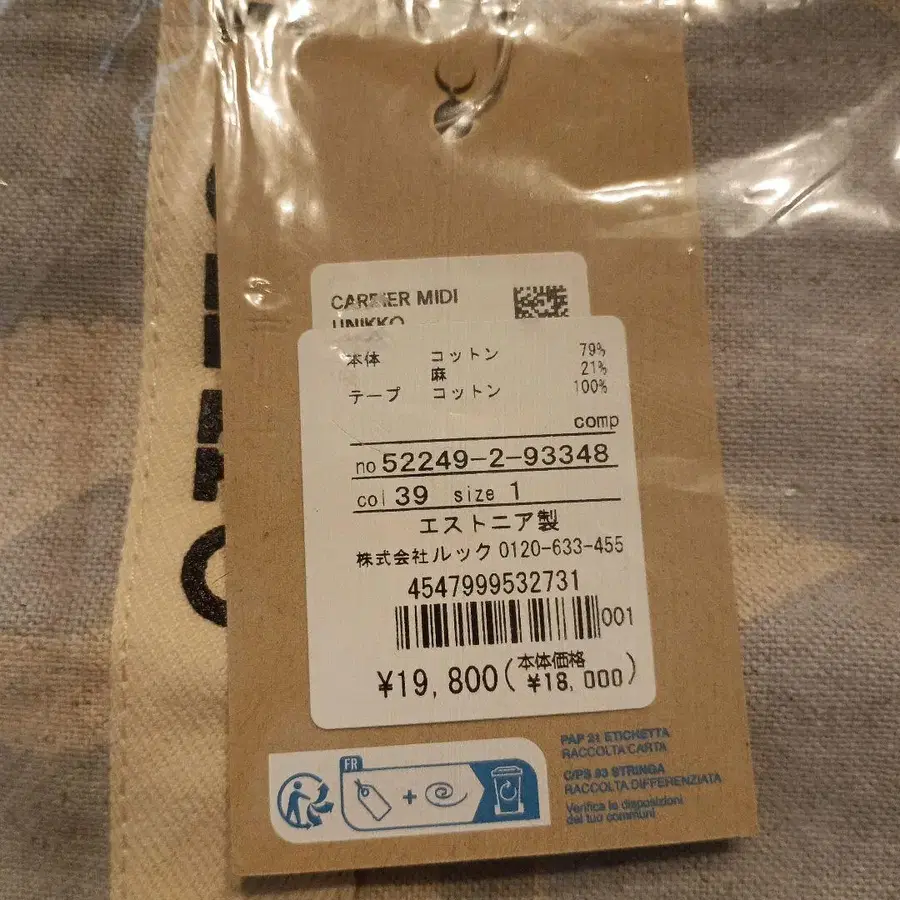 CARRIER MIDI
UNIKKO
本体 コットン 79%
麻 21%
テープ コットン 100%
comp
no 52249-2-93348
col 39 size 1
エストニア製
株式会社ルック 0120-633-455
4547999532731
001
¥19,800(本体価格 ¥18,000)
FR
PAP 21 ETICHETTA
RACCOLTA CARTA
C/PS 93 STRINGA
RACCOLTA DIFFERENZIATA
Verifica le disposizioni
del tuo comuni